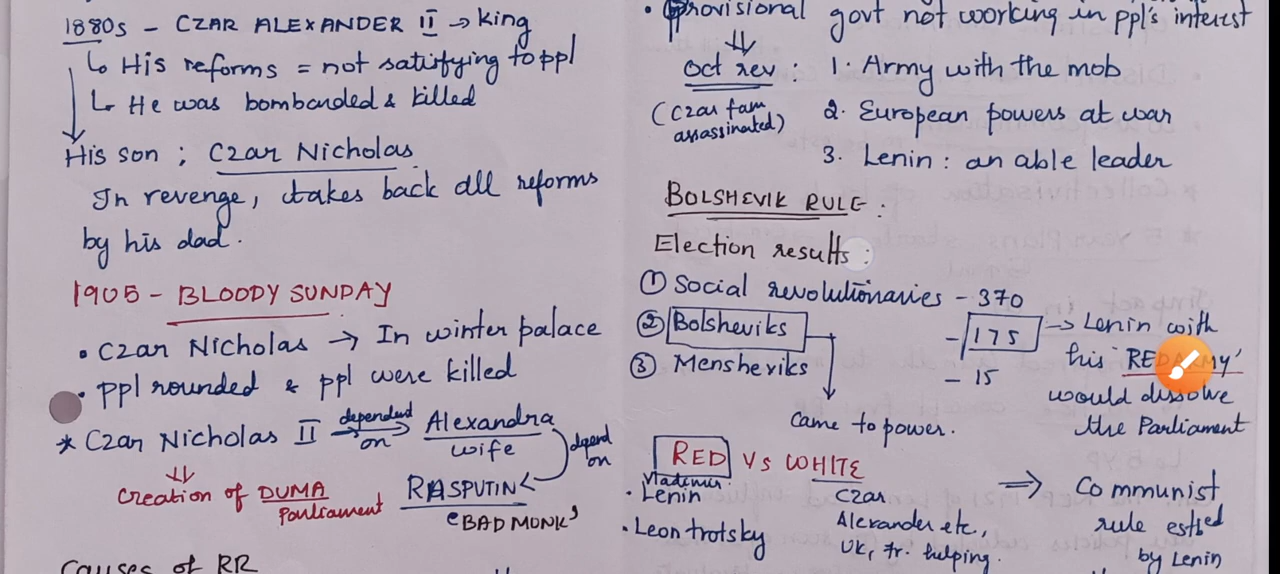 1880s - CZAR ALEXANDER II → king
↳ His reforms = not satisfying to ppl
↳ He was bombarded & killed
His son ; Czar Nicholas
In revenge, takes back all reforms
by his dad.
1905 - BLOODY SUNDAY
• Czar Nicholas → In winter palace
• ppl rounded & ppl were killed
* Czar Nicholas II dependent on → Alexandra
wife
depend on
⇓
Creation of DUMA
Parliament
RASPUTIN
'BAD MONK'
Causes of RR
• Provisional govt not working in ppl's interest
⇓
Oct rev : 1. Army with the mob
(Czar fam
assassinated)
2. European powers at war
3. Lenin : an able leader
BOLSHEVIK RULE :
Election results :
① Social revolutionaries - 370
② Bolsheviks - 175 → Lenin with
③ Mensheviks - 15
his 'RED ARMY'
would dissolve
the Parliament
Came to power.
RED VS WHITE
• Vladimir Lenin
• Leon trotsky
Czar
Alexander etc.,
UK, fr. helping.
⇒ Communist
rule estbed
by Lenin